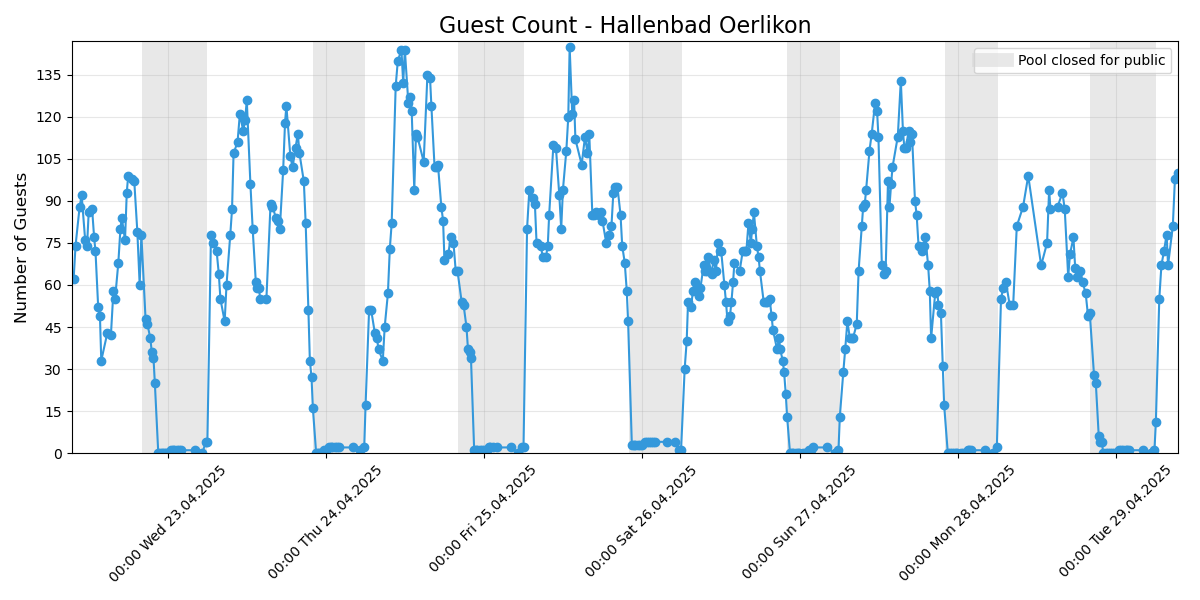 Guest Count - Hallenbad Oerlikon
Pool closed for public
Number of Guests
135
120
105
90
75
60
45
30
15
0
00:00 Wed 23.04.2025
00:00 Thu 24.04.2025
00:00 Fri 25.04.2025
00:00 Sat 26.04.2025
00:00 Sun 27.04.2025
00:00 Mon 28.04.2025
00:00 Tue 29.04.2025